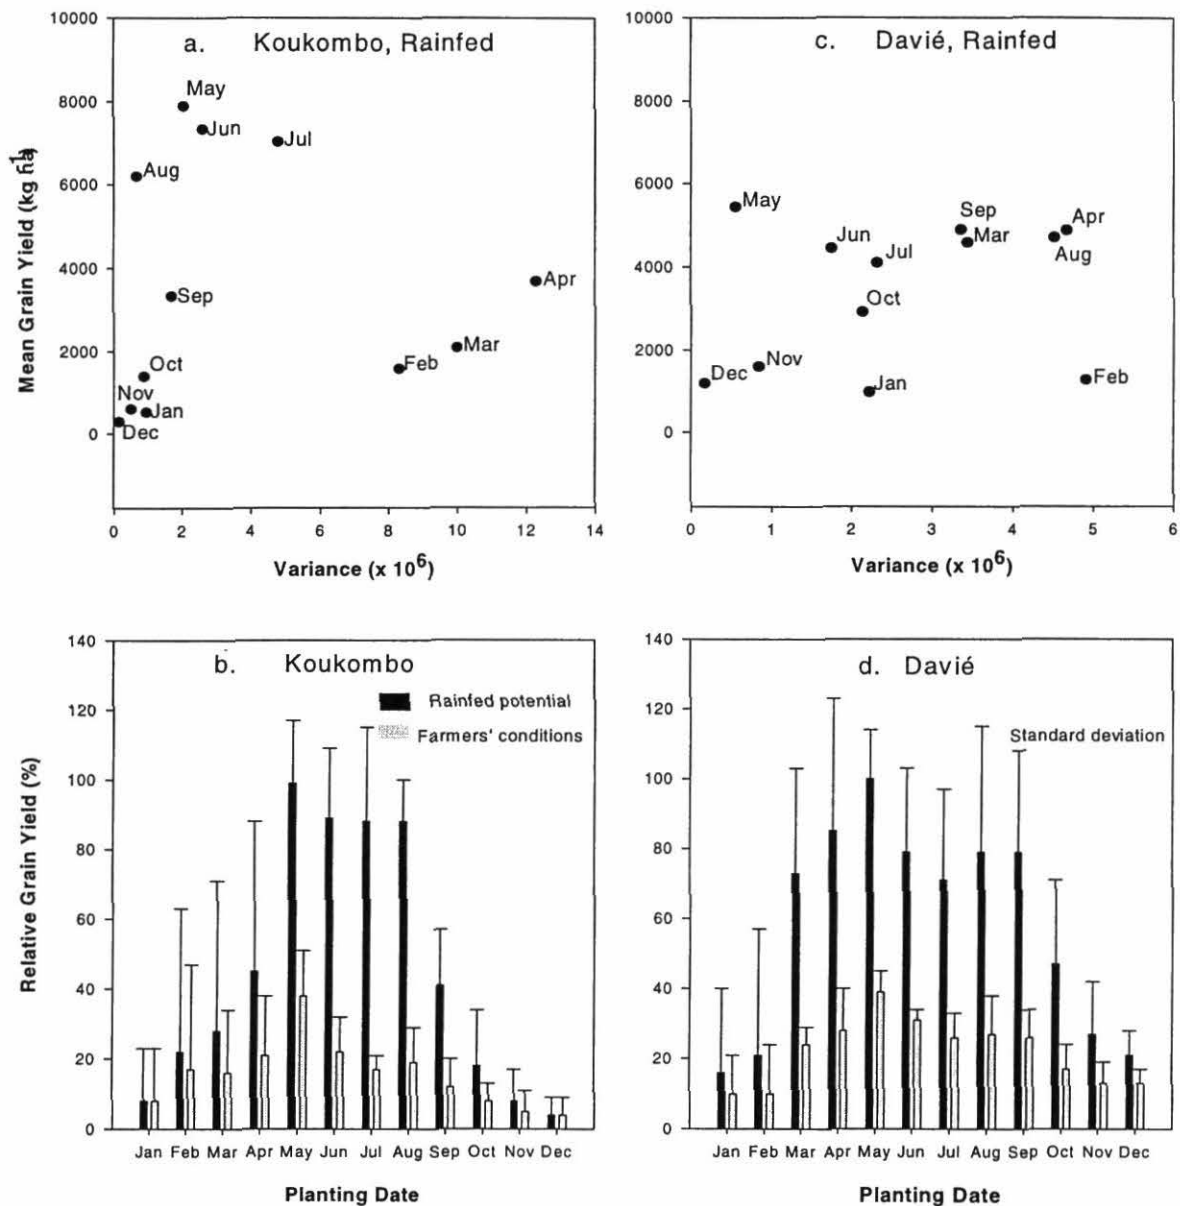 a. Koukombo, Rainfed
10000
8000
6000
4000
2000
0
Mean Grain Yield (kg ha-1)
May
Jun
Jul
Aug
Apr
Sep
Mar
Feb
Oct
Nov
Jan
Dec
0 2 4 6 8 10 12 14
Variance (x 10^6)
c. Davié, Rainfed
10000
8000
6000
4000
2000
0
May
Sep
Apr
Jun
Mar
Aug
Jul
Oct
Nov
Dec
Jan
Feb
0 1 2 3 4 5 6
Variance (x 10^6)
b. Koukombo
Rainfed potential
Farmers' conditions
140
120
100
80
60
40
20
0
Relative Grain Yield (%)
Jan Feb Mar Apr May Jun Jul Aug Sep Oct Nov Dec
Planting Date
d. Davié
Standard deviation
140
120
100
80
60
40
20
0
Jan Feb Mar Apr May Jun Jul Aug Sep Oct Nov Dec
Planting Date